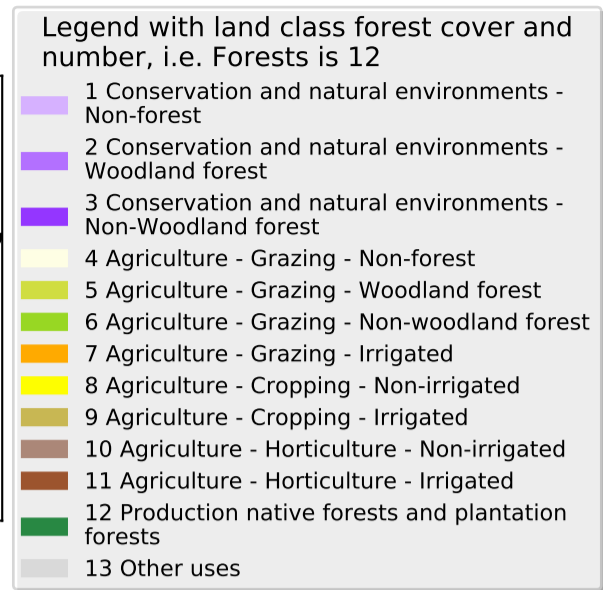 Legend with land class forest cover and
number, i.e. Forests is 12
1 Conservation and natural environments -
Non-forest
2 Conservation and natural environments -
Woodland forest
3 Conservation and natural environments -
Non-Woodland forest
4 Agriculture - Grazing - Non-forest
5 Agriculture - Grazing - Woodland forest
6 Agriculture - Grazing - Non-woodland forest
7 Agriculture - Grazing - Irrigated
8 Agriculture - Cropping - Non-irrigated
9 Agriculture - Cropping - Irrigated
10 Agriculture - Horticulture - Non-irrigated
11 Agriculture - Horticulture - Irrigated
12 Production native forests and plantation
forests
13 Other uses